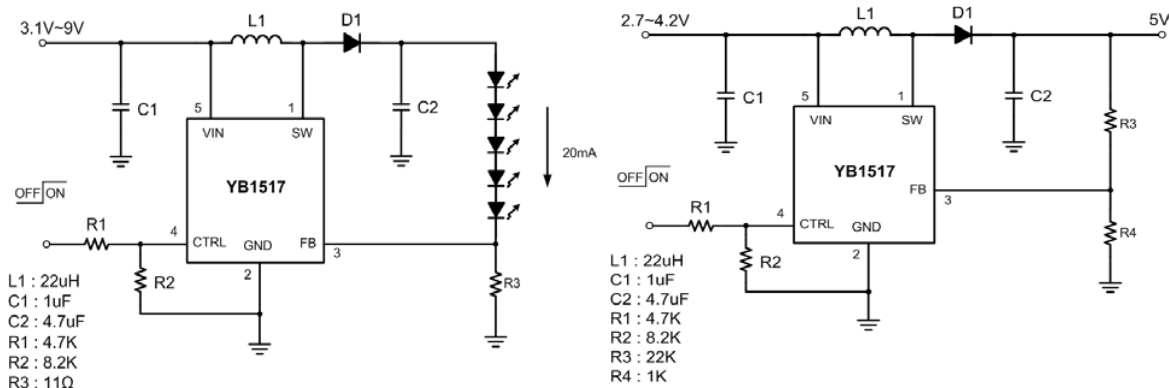 3.1V~9V
L1
D1
C1
C2
5
1
VIN
SW
YB1517
20mA
OFF ON
R1
4
CTRL
GND
FB
3
R2
2
R3
L1 : 22uH
C1 : 1uF
C2 : 4.7uF
R1 : 4.7K
R2 : 8.2K
R3 : 11Ω
2.7~4.2V
L1
D1
5V
C1
C2
5
1
VIN
SW
R3
YB1517
OFF ON
FB
3
R1
4
CTRL
GND
R4
R2
2
L1 : 22uH
C1 : 1uF
C2 : 4.7uF
R1 : 4.7K
R2 : 8.2K
R3 : 22K
R4 : 1K